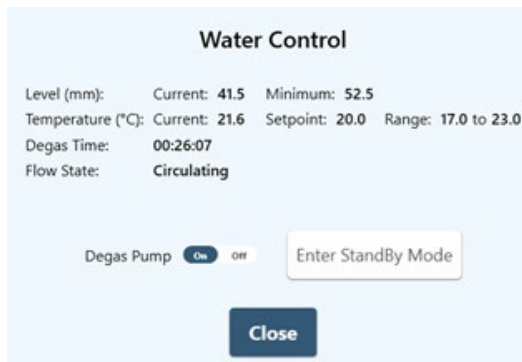 Water Control
Level (mm): Current: 41.5 Minimum: 52.5
Temperature (°C): Current: 21.6 Setpoint: 20.0 Range: 17.0 to 23.0
Degas Time: 00:26:07
Flow State: Circulating
Degas Pump On Off Enter StandBy Mode
Close